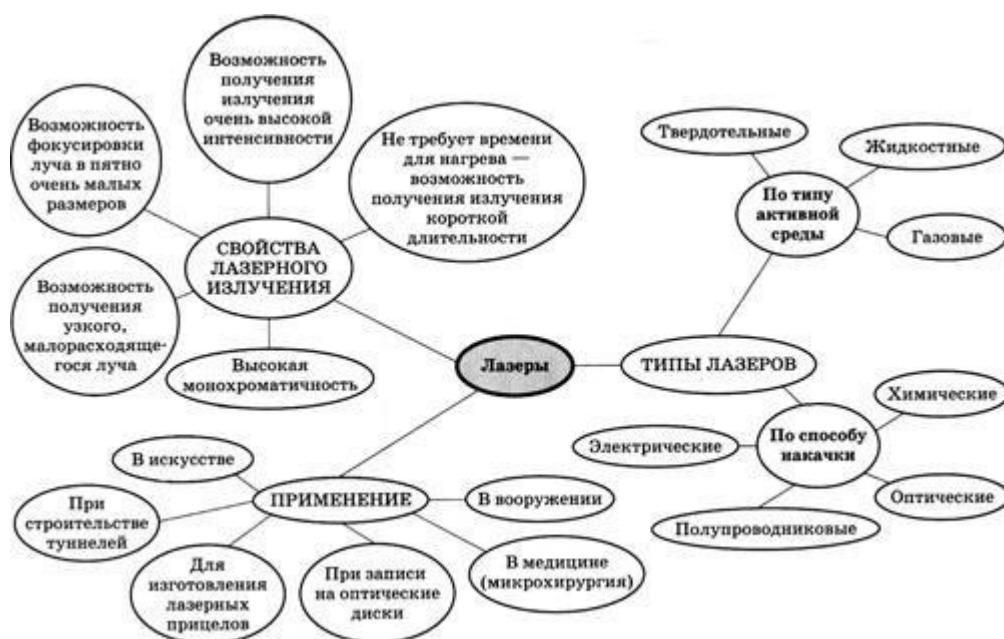 Возможность
получения
излучения
очень высокой
интенсивности
Возможность
фокусировки
луча в пятно
очень малых
размеров
Не требует времени
для нагрева —
возможность
получения излучения
короткой
длительности
СВОЙСТВА
ЛАЗЕРНОГО
ИЗЛУЧЕНИЯ
Возможность
получения
узкого,
малорасходяще-
гося луча
Высокая
монохроматичность
Лазеры
Твердотельные
Жидкостные
По типу
активной
среды
Газовые
ТИПЫ ЛАЗЕРОВ
Химические
Электрические
По способу
накачки
Оптические
Полупроводниковые
В искусстве
ПРИМЕНЕНИЕ
В вооружении
При
строительстве
туннелей
Для
изготовления
лазерных
прицелов
При записи
на оптические
диски
В медицине
(микрохирургия)